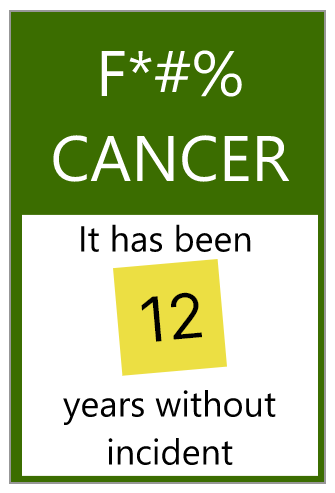 F*#%
CANCER
It has been
12
years without
incident